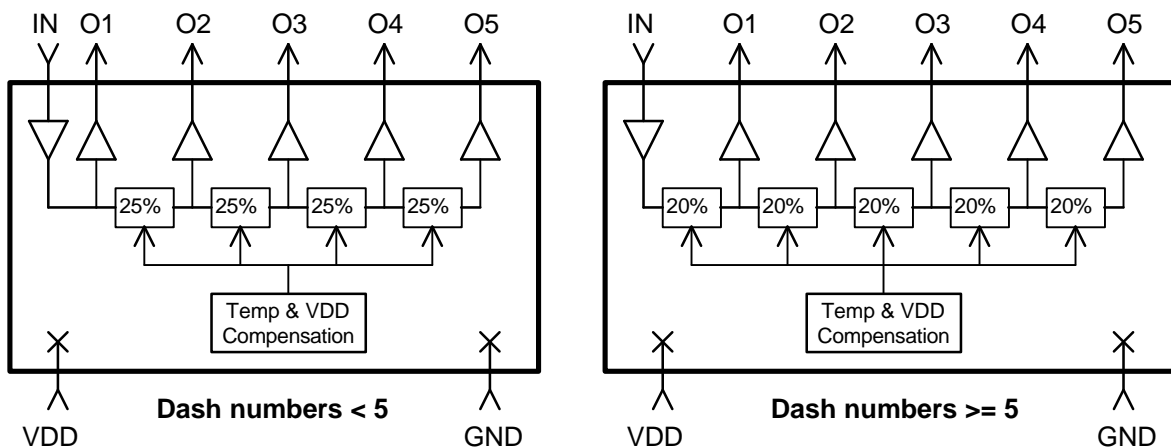 IN O1 O2 O3 O4 O5
25% 25% 25% 25%
Temp & VDD
Compensation
Dash numbers < 5
VDD GND
IN O1 O2 O3 O4 O5
20% 20% 20% 20% 20%
Temp & VDD
Compensation
Dash numbers >= 5
VDD GND